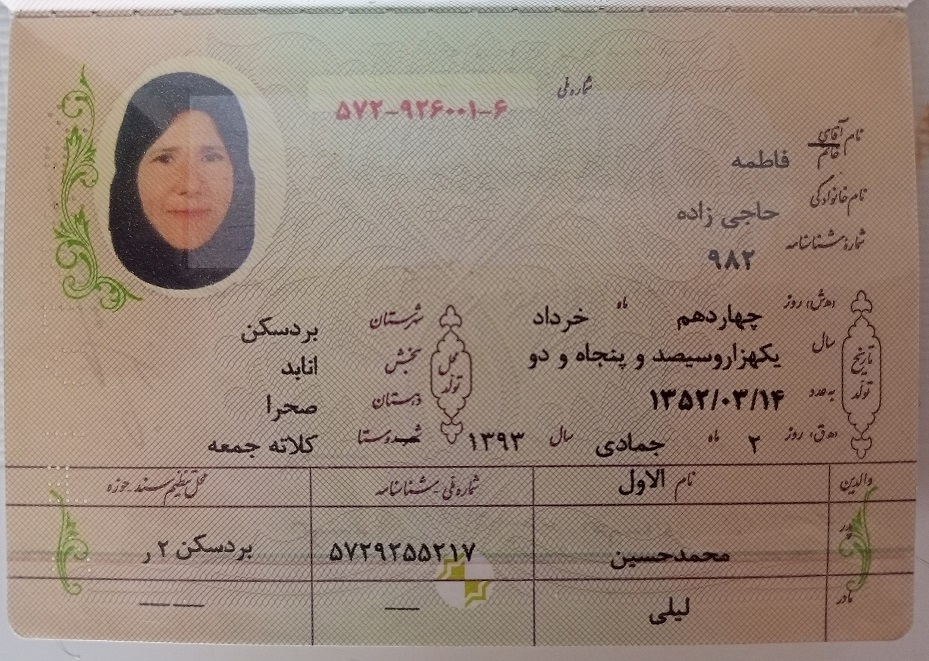 شماره ملی ۵۷۲-۹۲۶۰۰۱-۶
نام آقای خانم فاطمه
نام خانوادگی حاجی زاده
شماره شناسنامه ۹۸۲
تاریخ تولد
(ه‍.ش) روز چهاردهم ماه خرداد
سال یکهزاروسیصد و پنجاه و دو
به عدد ۱۳۵۲/۰۳/۱۴
(ه‍.ق) روز ۲ ماه جمادی الاول سال ۱۳۹۳
محل تولد
شهرستان بردسکن
بخش انابد
دهستان صحرا
شهر روستا کلاته جمعه
والدین نام شماره ملی - شناسنامه محل تنظیم سند حوزه
پدر محمدحسین ۵۷۲۹۲۵۵۲۱۷ بردسکن ۲ ر
مادر لیلی —— —— ——